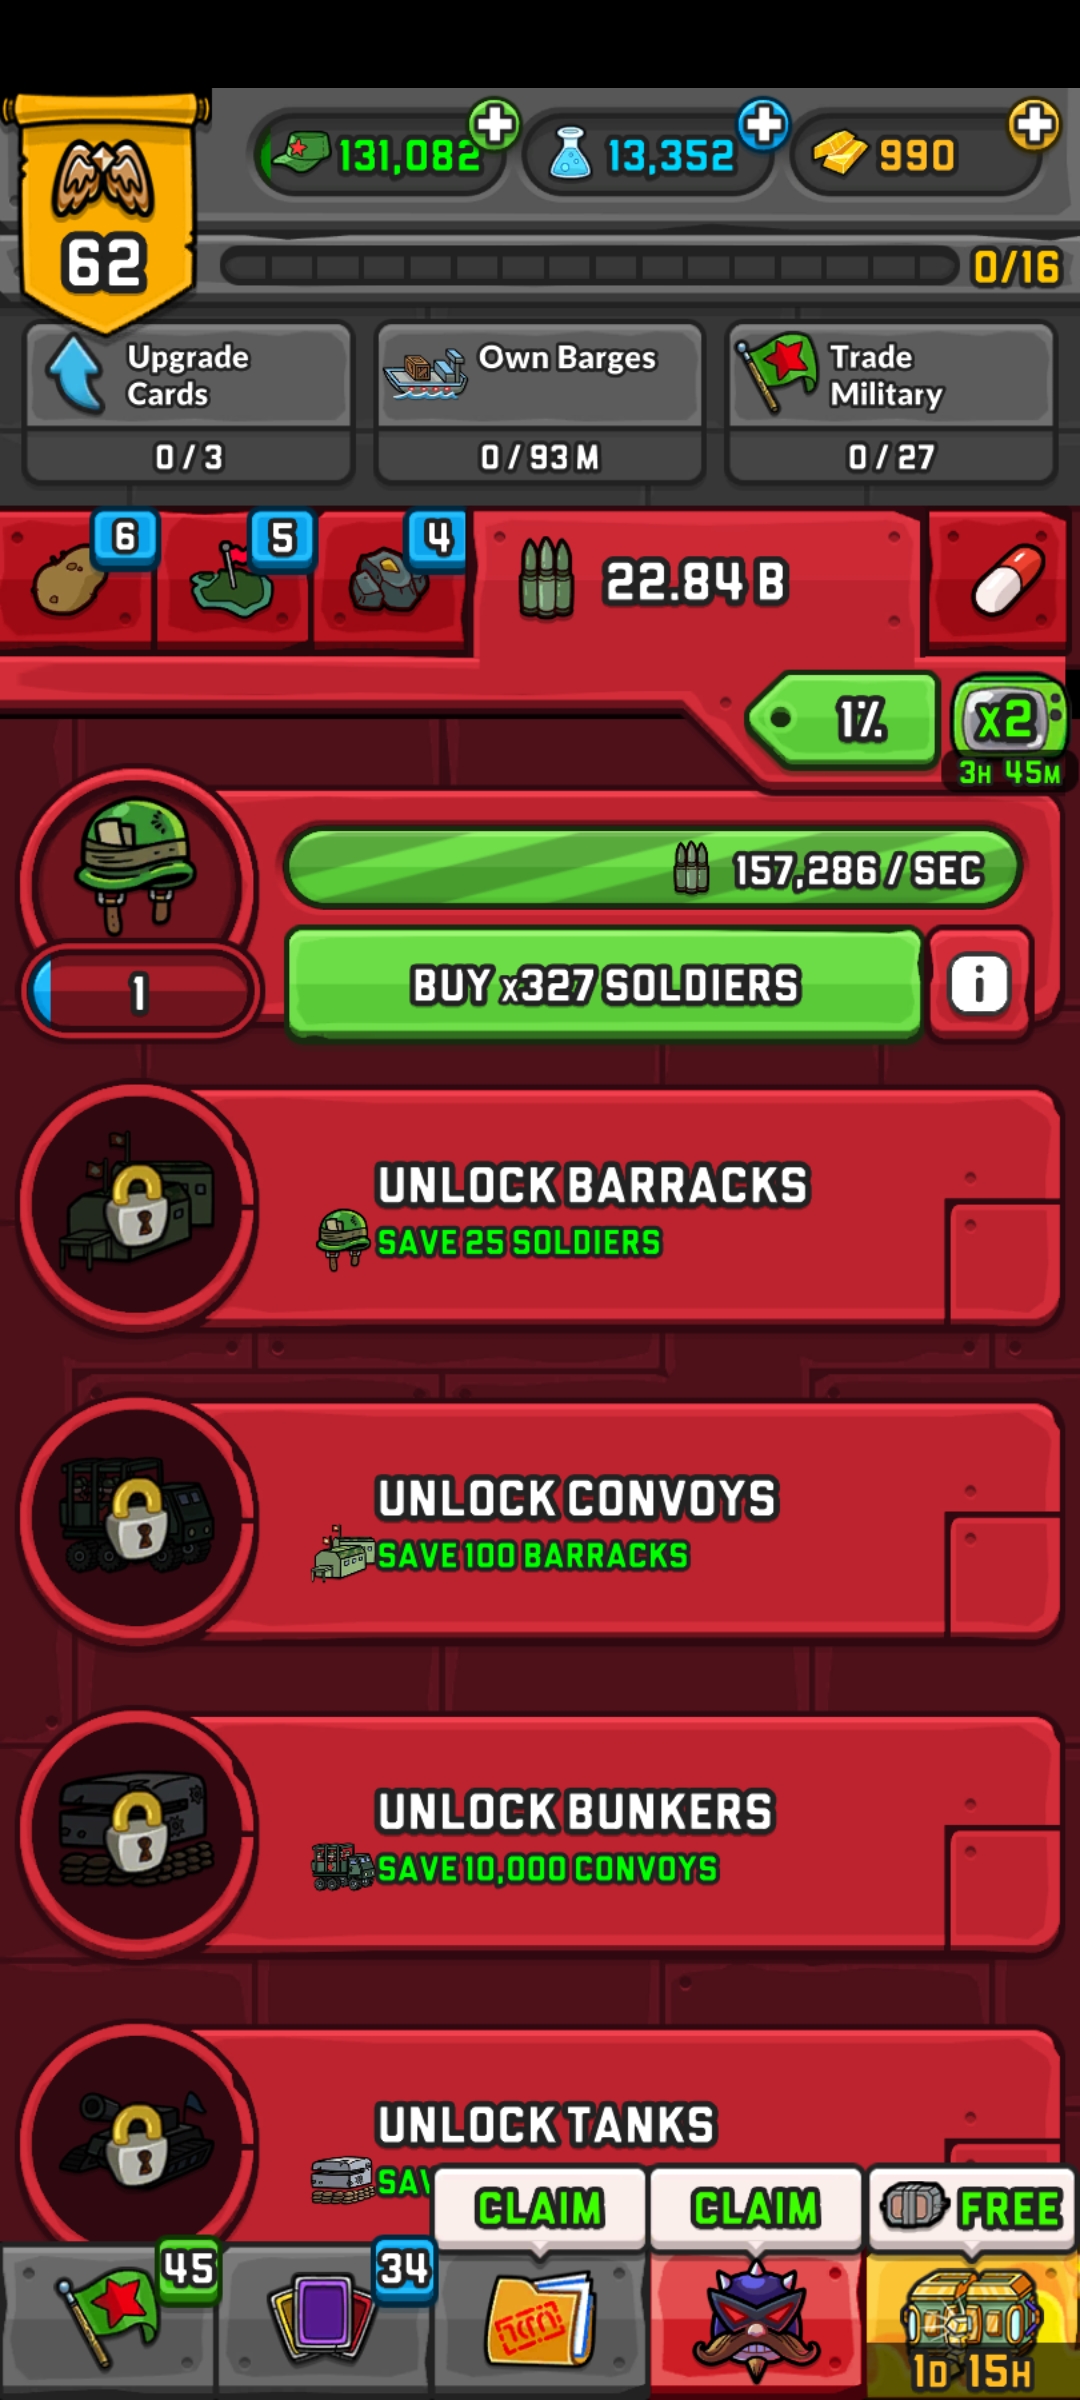 131,082
13,352
990
62
0/16
Upgrade
Cards
0 / 3
Own Barges
0 / 93 M
Trade
Military
0 / 27
6
5
4
22.84 B
1%
x2
3H 45M
157,286 / SEC
1
BUY x327 SOLDIERS
i
UNLOCK BARRACKS
SAVE 25 SOLDIERS
UNLOCK CONVOYS
SAVE 100 BARRACKS
UNLOCK BUNKERS
SAVE 10,000 CONVOYS
UNLOCK TANKS
CLAIM
CLAIM
FREE
45
34
1D 15H